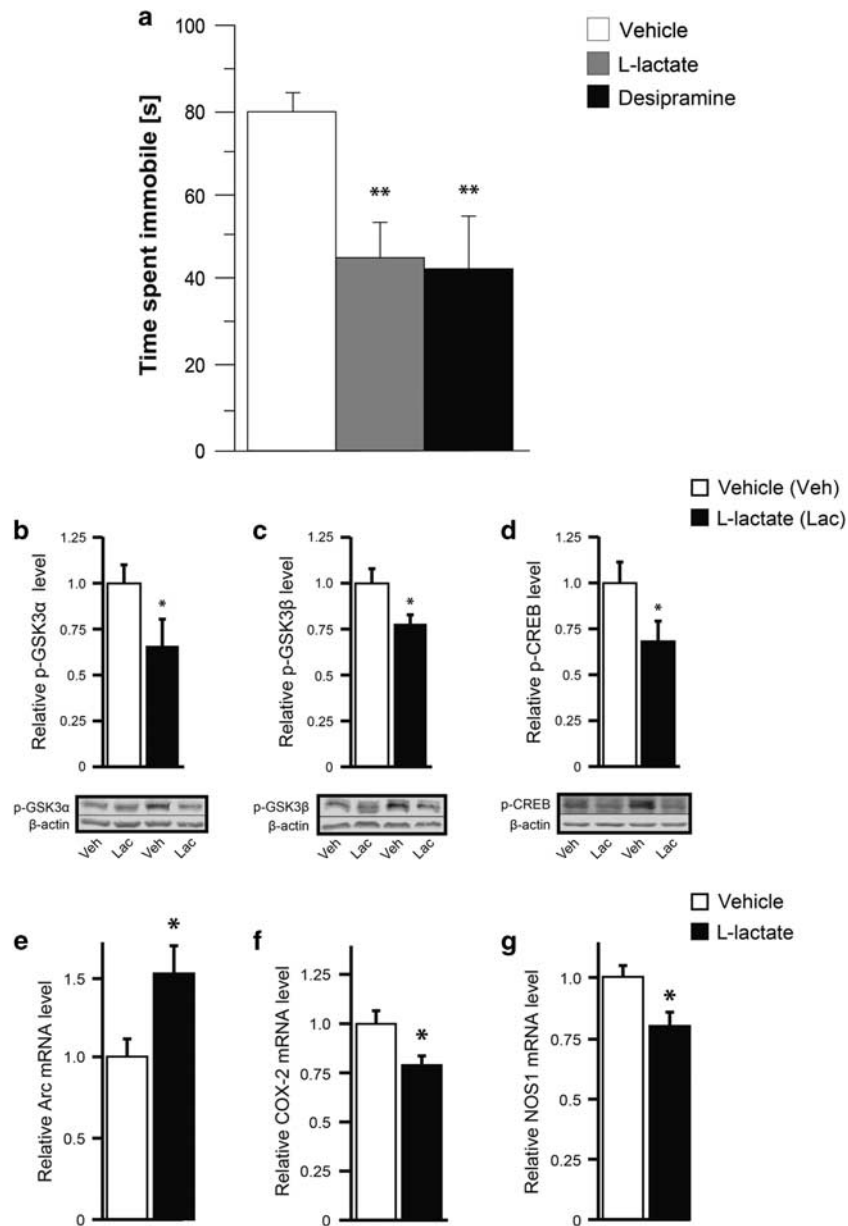 a
100
80
60
40
20
0
Time spent immobile [s]
**
**
Vehicle
L-lactate
Desipramine
Vehicle (Veh)
L-lactate (Lac)
b
1.25
1.0
0.75
0.5
0.25
0
Relative p-GSK3α level
*
p-GSK3α
β-actin
Veh Lac Veh Lac
c
1.25
1.0
0.75
0.5
0.25
0
Relative p-GSK3β level
*
p-GSK3β
β-actin
Veh Lac Veh Lac
d
1.25
1.0
0.75
0.5
0.25
0
Relative p-CREB level
*
p-CREB
β-actin
Veh Lac Veh Lac
Vehicle
L-lactate
e
1.5
1.0
0.5
0
Relative Arc mRNA level
*
f
1.25
1.0
0.75
0.5
0.25
0
Relative COX-2 mRNA level
*
g
1.0
0.75
0.5
0.25
0
Relative NOS1 mRNA level
*